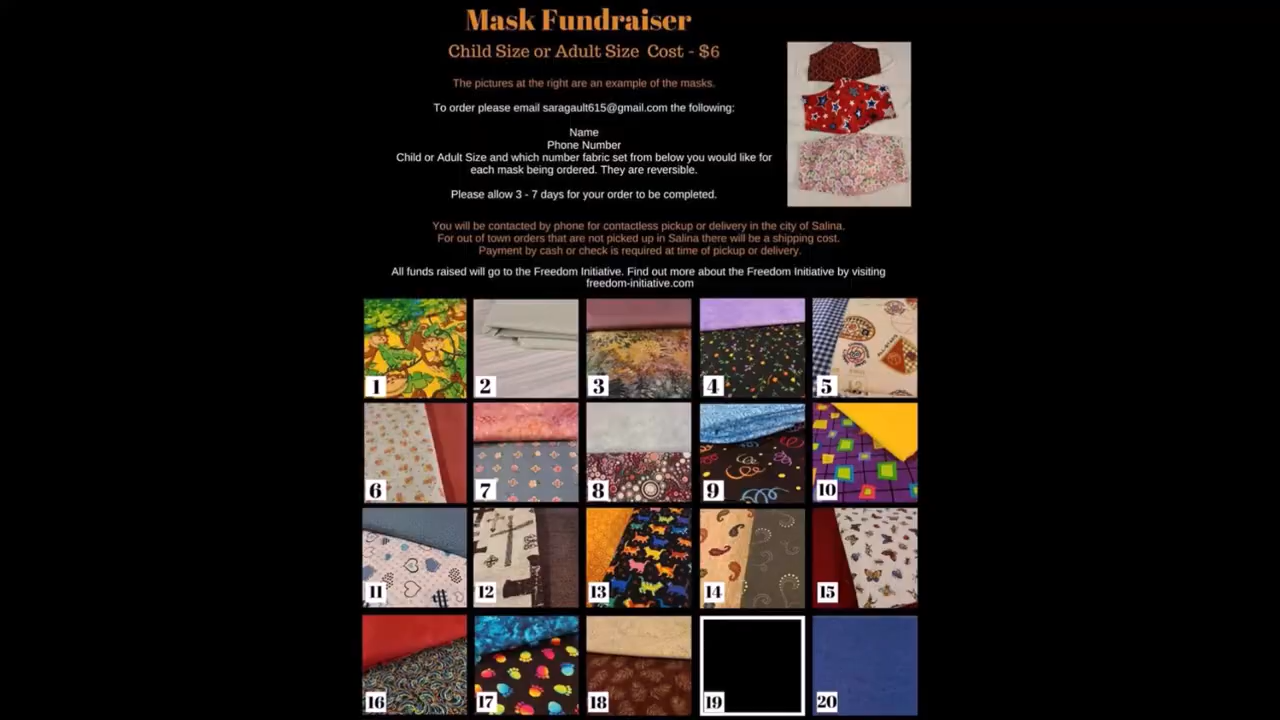 Mask Fundraiser
Child Size or Adult Size Cost - $6
The pictures at the right are an example of the masks.
To order please email saragault615@gmail.com the following:
Name
Phone Number
Child or Adult Size and which number fabric set from below you would like for
each mask being ordered. They are reversible.
Please allow 3 - 7 days for your order to be completed.
You will be contacted by phone for contactless pickup or delivery in the city of Salina.
For out of town orders that are not picked up in Salina there will be a shipping cost.
Payment by cash or check is required at time of pickup or delivery.
All funds raised will go to the Freedom Initiative. Find out more about the Freedom Initiative by visiting
freedom-initiative.com
1
2
3
4
5
6
7
8
9
10
11
12
13
14
15
16
17
18
19
20